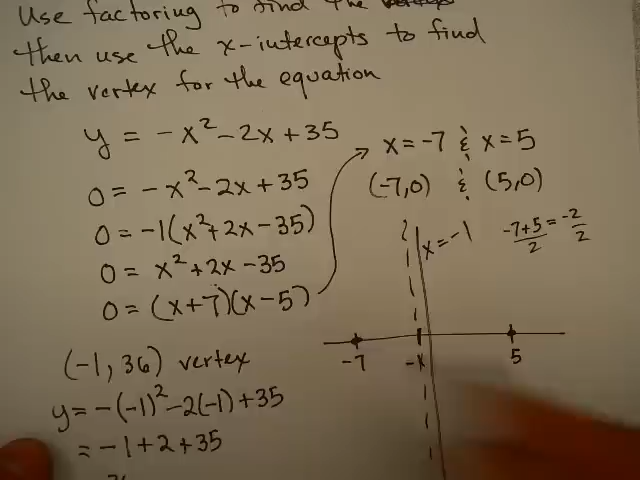 Use factoring to find the
then use the x-intercepts to find
the vertex for the equation
y = -x² - 2x + 35
0 = -x² - 2x + 35
0 = -1(x² + 2x - 35)
0 = x² + 2x - 35
0 = (x+7)(x-5)
x = -7 & x = 5
(-7,0) & (5,0)
x = -1
-7+5/2 = -2/2
-7
5
(-1, 36) vertex
y = -(-1)² - 2(-1) + 35
= -1 + 2 + 35